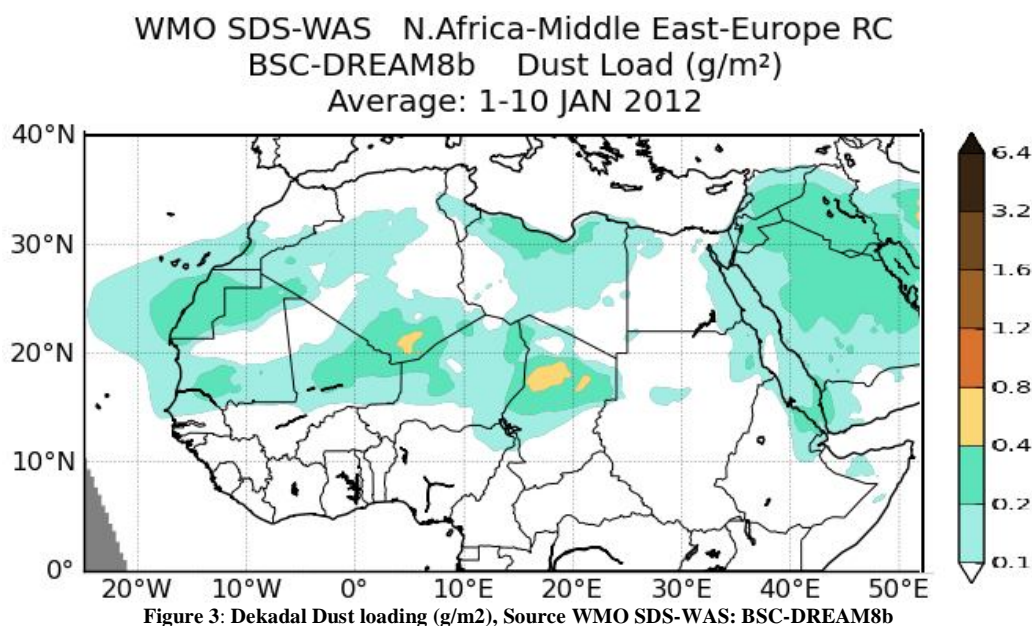 WMO SDS-WAS N.Africa-Middle East-Europe RC
BSC-DREAM8b Dust Load (g/m²)
Average: 1-10 JAN 2012
40°N
30°N
20°N
10°N
0°
20°W
10°W
0°
10°E
20°E
30°E
40°E
50°E
6.4
3.2
1.6
1.2
0.8
0.4
0.2
0.1
Figure 3: Dekadal Dust loading (g/m2), Source WMO SDS-WAS: BSC-DREAM8b